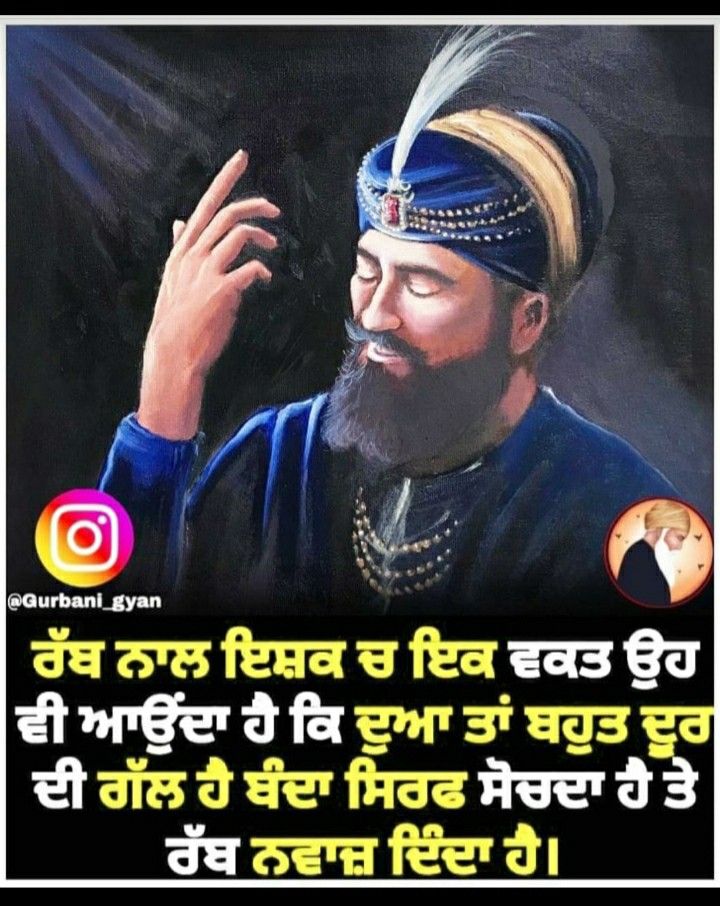 @Gurbani_gyan
ਰੱਬ ਨਾਲ ਇਸ਼ਕ ਚ ਇਕ ਵਕਤ ਉਹ
ਵੀ ਆਉਂਦਾ ਹੈ ਕਿ ਦੁਆ ਤਾਂ ਬਹੁਤ ਦੂਰ
ਦੀ ਗੱਲ ਹੈ ਬੰਦਾ ਸਿਰਫ ਸੋਚਦਾ ਹੈ ਤੇ
ਰੱਬ ਨਵਾਜ਼ ਦਿੰਦਾ ਹੈ।